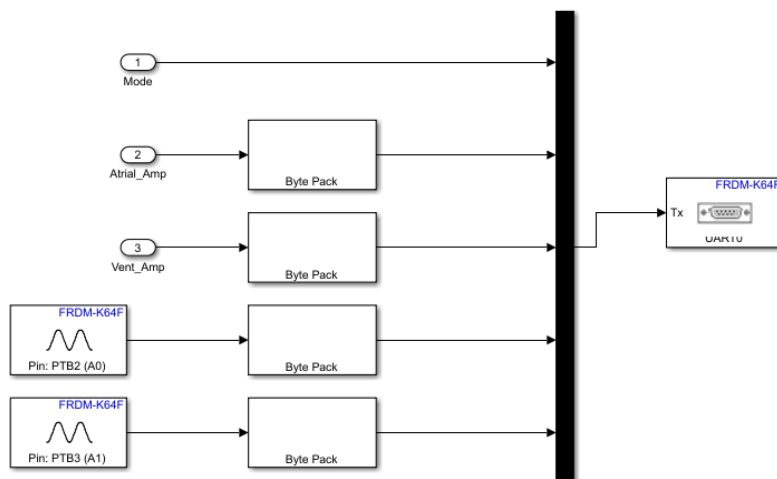 1
Mode
2
Atrial_Amp
Byte Pack
FRDM-K64F
Tx
UART0
3
Vent_Amp
Byte Pack
FRDM-K64F
Pin: PTB2 (A0)
Byte Pack
FRDM-K64F
Pin: PTB3 (A1)
Byte Pack